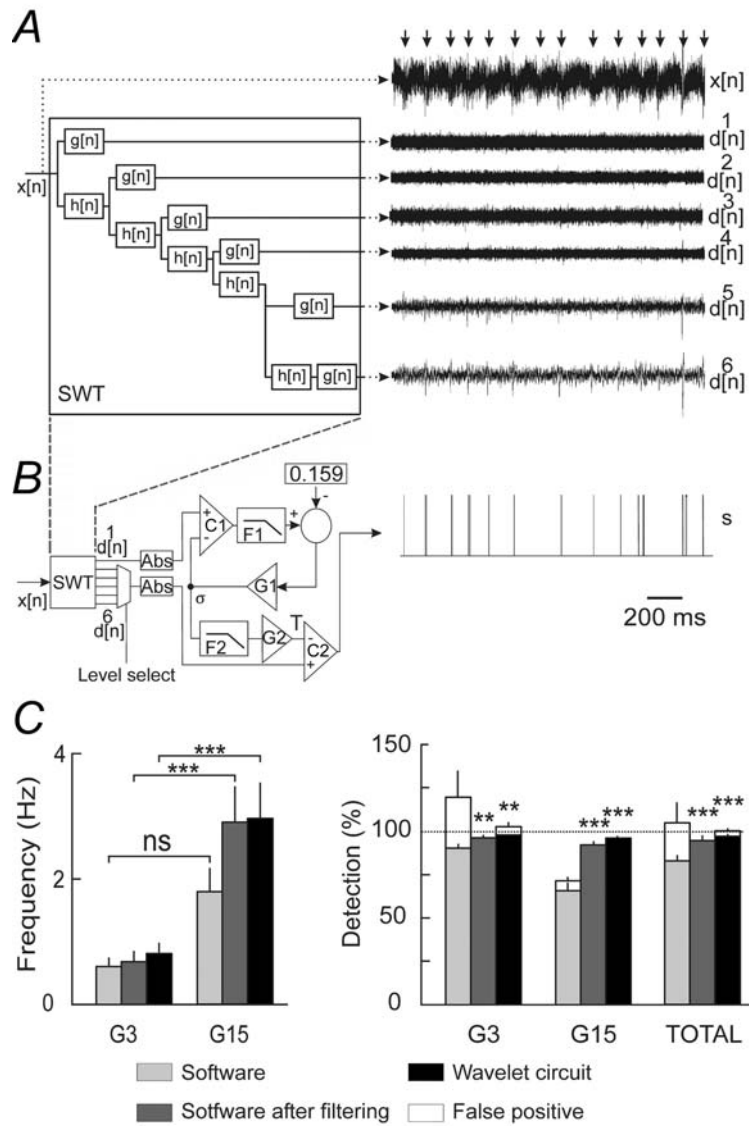 A
x[n]
g[n]
1
d[n]
x[n]
g[n]
2
d[n]
h[n]
g[n]
3
d[n]
h[n]
h[n]
g[n]
4
d[n]
h[n]
g[n]
5
d[n]
h[n]
g[n]
6
d[n]
SWT
B
0.159
-
+
C1
-
F1
+
1
d[n]
Abs
SWT
Abs
G1
σ
x[n]
6
d[n]
F2
G2
T
-
C2
+
Level select
s
200 ms
C
Frequency (Hz)
4
2
0
***
***
ns
G3
G15
Detection (%)
150
100
50
0
**
**
***
***
***
***
G3
G15
TOTAL
Software
Wavelet circuit
Sotfware after filtering
False positive